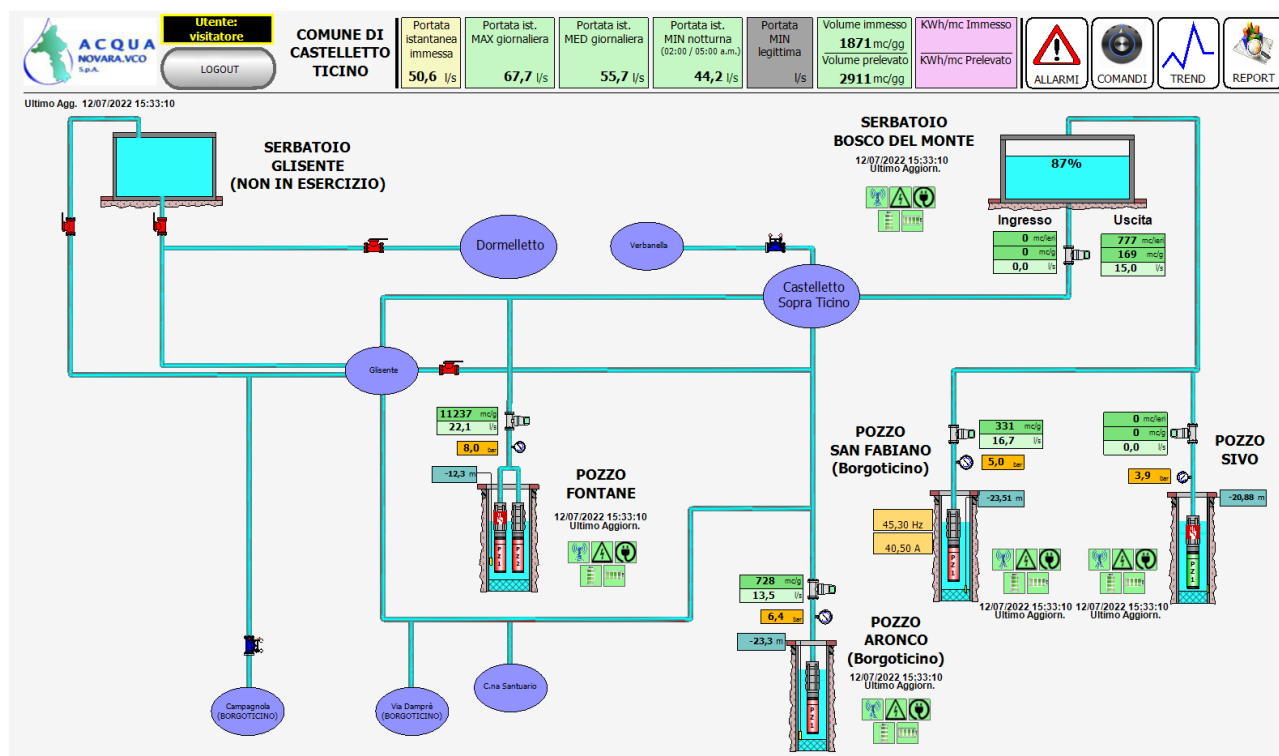 ACQUA
NOVARA.VCO
S.p.A.
Utente:
visitatore
LOGOUT
COMUNE DI
CASTELLETTO
TICINO
Portata
istantanea
immessa
50,6 l/s
Portata ist.
MAX giornaliera
67,7 l/s
Portata ist.
MED giornaliera
55,7 l/s
Portata ist.
MIN notturna
(02:00 / 05:00 a.m.)
44,2 l/s
Portata
MIN
legittima
l/s
Volume immesso
1871 mc/gg
Volume prelevato
2911 mc/gg
KWh/mc Immesso
KWh/mc Prelevato
ALLARMI
COMANDI
TREND
REPORT
Ultimo Agg. 12/07/2022 15:33:10
SERBATOIO
GLISENTE
(NON IN ESERCIZIO)
SERBATOIO
BOSCO DEL MONTE
12/07/2022 15:33:10
Ultimo Aggiorn.
87%
Ingresso
0 mc/ieri
0 mc/g
0,0 l/s
Uscita
777 mc/ieri
169 mc/g
15,0 l/s
Dormelletto
Verbanella
Castelletto
Sopra Ticino
Glisente
11237 mc/g
22,1 l/s
8,0 bar
-12,3 m
POZZO
FONTANE
12/07/2022 15:33:10
Ultimo Aggiorn.
PZ1
PZ2
POZZO
SAN FABIANO
(Borgoticino)
331 mc/g
16,7 l/s
5,0 bar
-23,51 m
45,30 Hz
40,50 A
PZ1
12/07/2022 15:33:10
Ultimo Aggiorn.
0 mc/ieri
0 mc/g
0,0 l/s
3,9 bar
POZZO
SIVO
-20,88 m
PZ1
12/07/2022 15:33:10
Ultimo Aggiorn.
728 mc/g
13,5 l/s
6,4 bar
-23,3 m
POZZO
ARONCO
(Borgoticino)
12/07/2022 15:33:10
Ultimo Aggiorn.
PZ1
Campagnola
(BORGOTICINO)
Via Dampré
(BORGOTICINO)
C.na Santuario